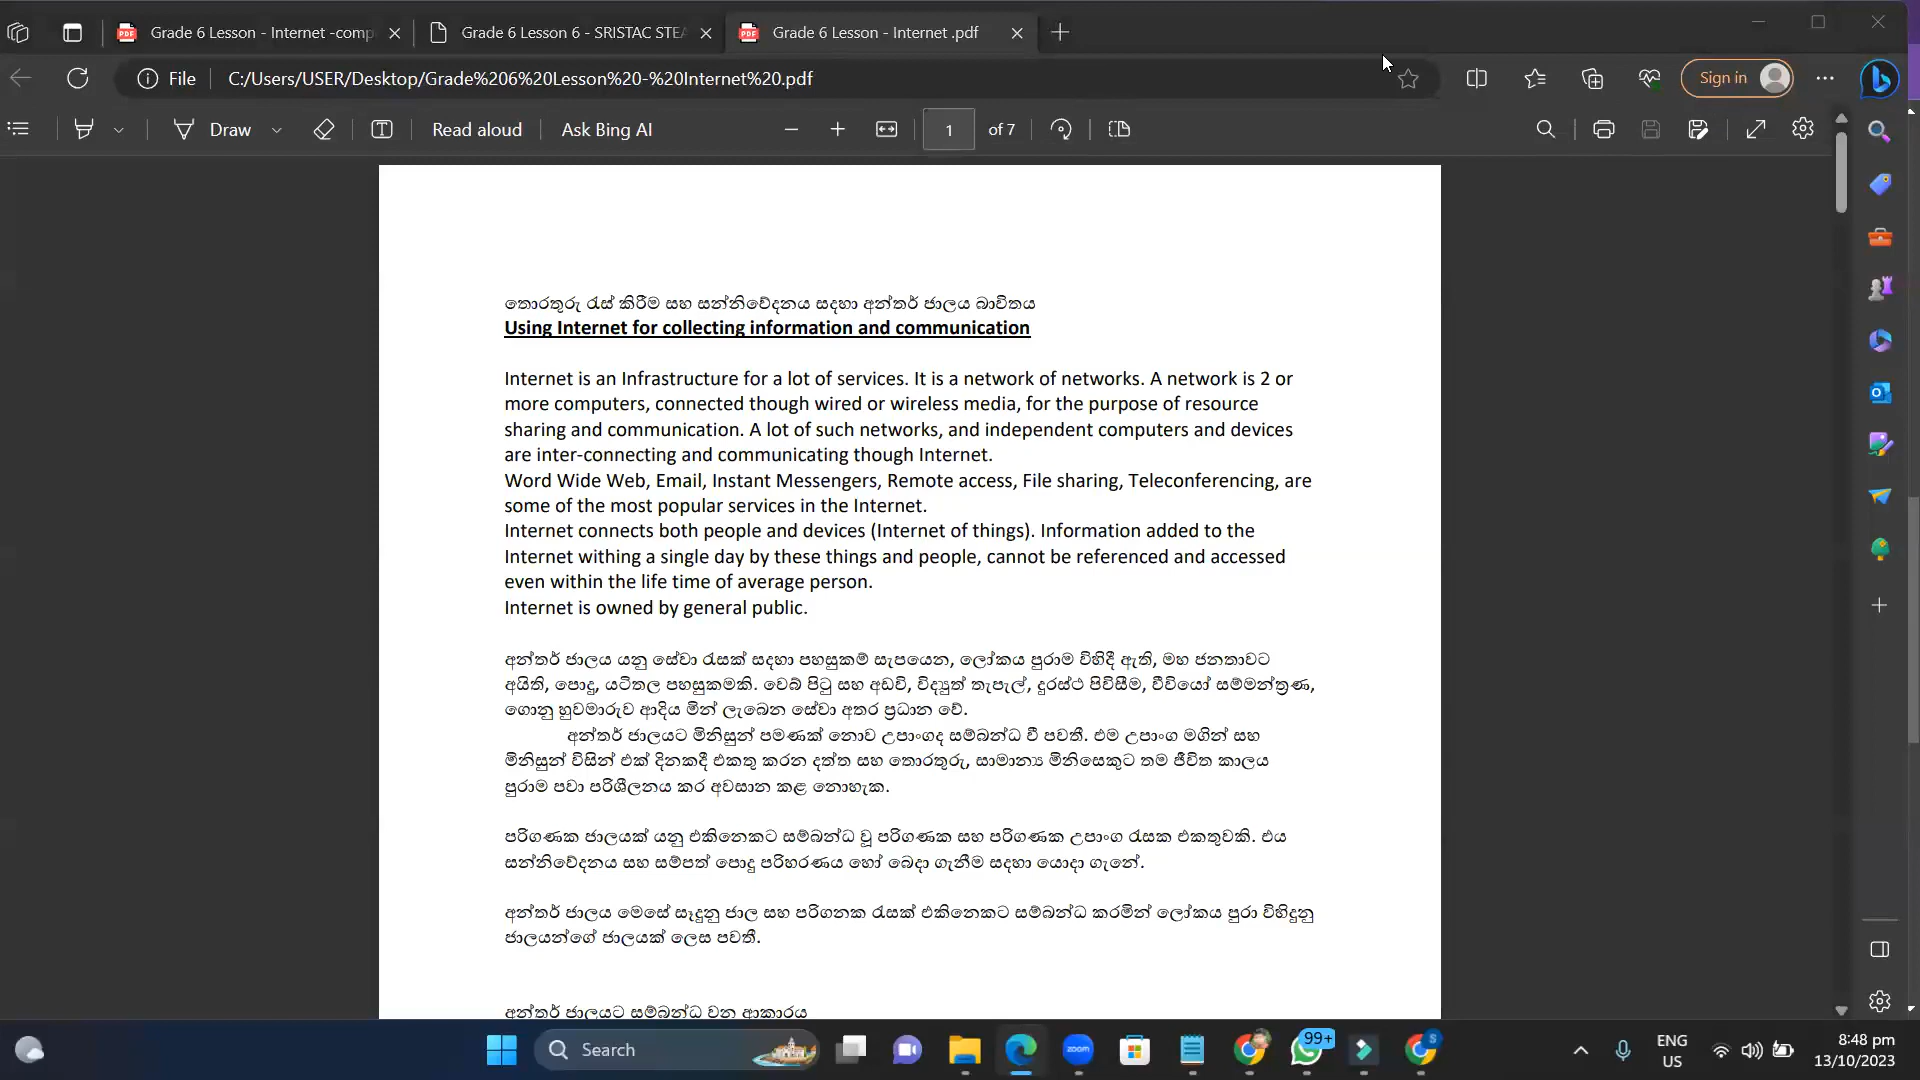 Grade 6 Lesson - Internet -comp
Grade 6 Lesson 6 - SRISTAC STEA
Grade 6 Lesson - Internet .pdf
File
C:/Users/USER/Desktop/Grade%206%20Lesson%20-%20Internet%20.pdf
Sign in
Draw
Read aloud
Ask Bing AI
1
of 7
තොරතුරු රැස් කිරීම සහ සන්නිවේදනය සදහා අන්තර් ජාලය බාවිතය
Using Internet for collecting information and communication
Internet is an Infrastructure for a lot of services. It is a network of networks. A network is 2 or
more computers, connected though wired or wireless media, for the purpose of resource
sharing and communication. A lot of such networks, and independent computers and devices
are inter-connecting and communicating though Internet.
Word Wide Web, Email, Instant Messengers, Remote access, File sharing, Teleconferencing, are
some of the most popular services in the Internet.
Internet connects both people and devices (Internet of things). Information added to the
Internet withing a single day by these things and people, cannot be referenced and accessed
even within the life time of average person.
Internet is owned by general public.
අන්තර් ජාලය යනු සේවා රැසක් සදහා පහසුකම් සැපයෙන, ලෝකය පුරාම විහිදී ඇති, මහ ජනතාවට
අයිති, පොදු, යටිතල පහසුකමකි. වෙබ් පිටු සහ අඩවි, විද්‍යුත් තැපැල්, දුරස්ථ පිවිසීම, වීවියෝ සම්මන්ත්‍රණ,
ගොනු හුවමාරුව ආදිය මින් ලැබෙන සේවා අතර ප්‍රධාන වේ.
අන්තර් ජාලයට මිනිසුන් පමණක් නොව උපාංගද සම්බන්ධ වී පවතී. එම උපාංග මගින් සහ
මිනිසුන් විසින් එක් දිනකදී එකතු කරන දත්ත සහ තොරතුරු, සාමාන්‍ය මිනිසෙකුට තම ජීවිත කාලය
පුරාම පවා පරිශීලනය කර අවසාන කළ නොහැක.
පරිගණක ජාලයක් යනු එකිනෙකට සම්බන්ධ වූ පරිගණක සහ පරිගණක උපාංග රැසක එකතුවකි. එය
සන්නිවේදනය සහ සම්පත් පොදු පරිහරණය හෝ බෙදා ගැනීම සදහා යොදා ගැනේ.
අන්තර් ජාලය මෙසේ සෑදුනු ජාල සහ පරිගනක රැසක් එකිනෙකට සම්බන්ධ කරමින් ලෝකය පුරා විහිදුනු
ජාලයන්ගේ ජාලයක් ලෙස පවතී.
අන්තර් ජාලයට සම්බන්ධ වන ආකාරය
Search
zoom
99+
ENG
US
8:48 pm
13/10/2023